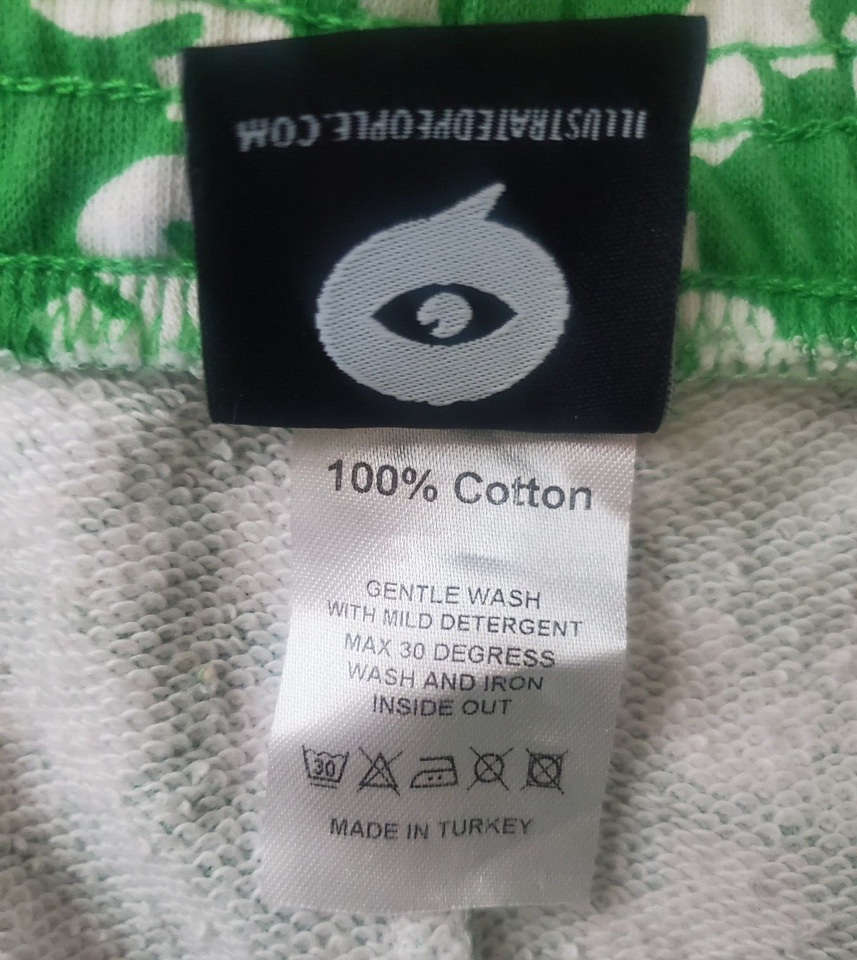 ILLUSTRATEDPEOPLE.COM
100% Cotton
GENTLE WASH
WITH MILD DETERGENT
MAX 30 DEGRESS
WASH AND IRON
INSIDE OUT
30
MADE IN TURKEY